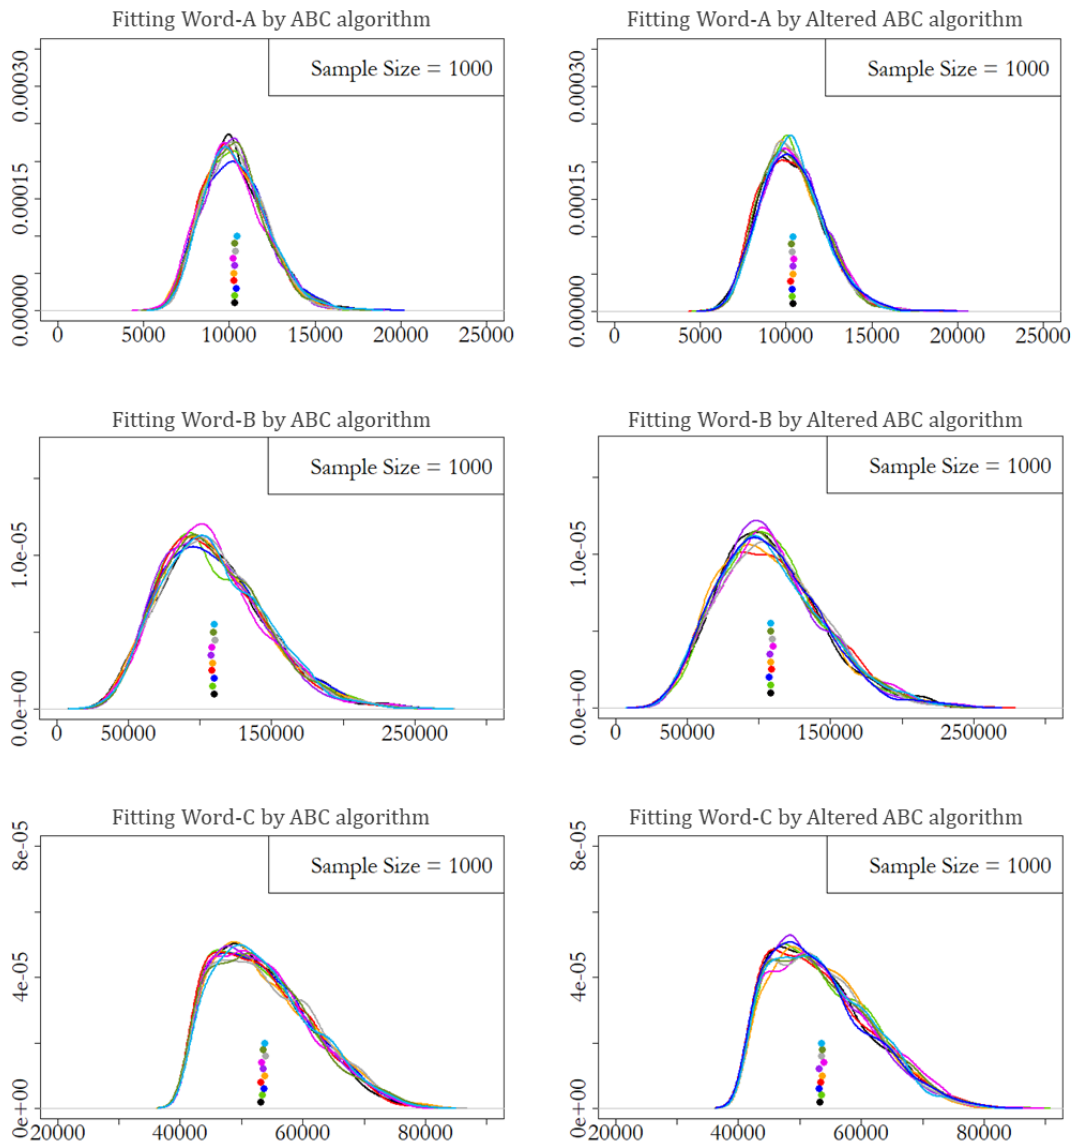 Fitting Word-A by ABC algorithm
Sample Size = 1000
0.00030
0.00015
0.00000
0 5000 10000 15000 20000 25000
Fitting Word-A by Altered ABC algorithm
Sample Size = 1000
0.00030
0.00015
0.00000
0 5000 10000 15000 20000 25000
Fitting Word-B by ABC algorithm
Sample Size = 1000
1.0e-05
0.0e+00
0 50000 150000 250000
Fitting Word-B by Altered ABC algorithm
Sample Size = 1000
1.0e-05
0.0e+00
0 50000 150000 250000
Fitting Word-C by ABC algorithm
Sample Size = 1000
8e-05
4e-05
0e+00
20000 40000 60000 80000
Fitting Word-C by Altered ABC algorithm
Sample Size = 1000
8e-05
4e-05
0e+00
20000 40000 60000 80000